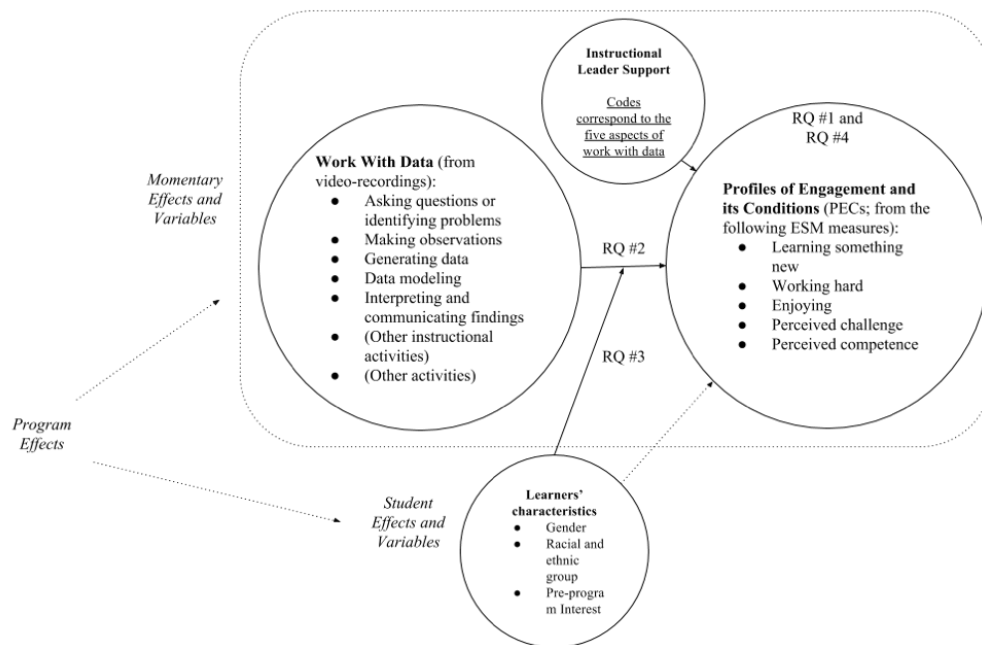 Instructional
Leader Support
Codes
correspond to the
five aspects of
work with data
RQ #1 and
RQ #4
Work With Data (from
video-recordings):
● Asking questions or
identifying problems
● Making observations
● Generating data
● Data modeling
● Interpreting and
communicating findings
● (Other instructional
activities)
● (Other activities)
Momentary
Effects and
Variables
RQ #2
RQ #3
Profiles of Engagement and
its Conditions (PECs; from the
following ESM measures):
● Learning something
new
● Working hard
● Enjoying
● Perceived challenge
● Perceived competence
Program
Effects
Student
Effects and
Variables
Learners'
characteristics
● Gender
● Racial and
ethnic
group
● Pre-progra
m Interest